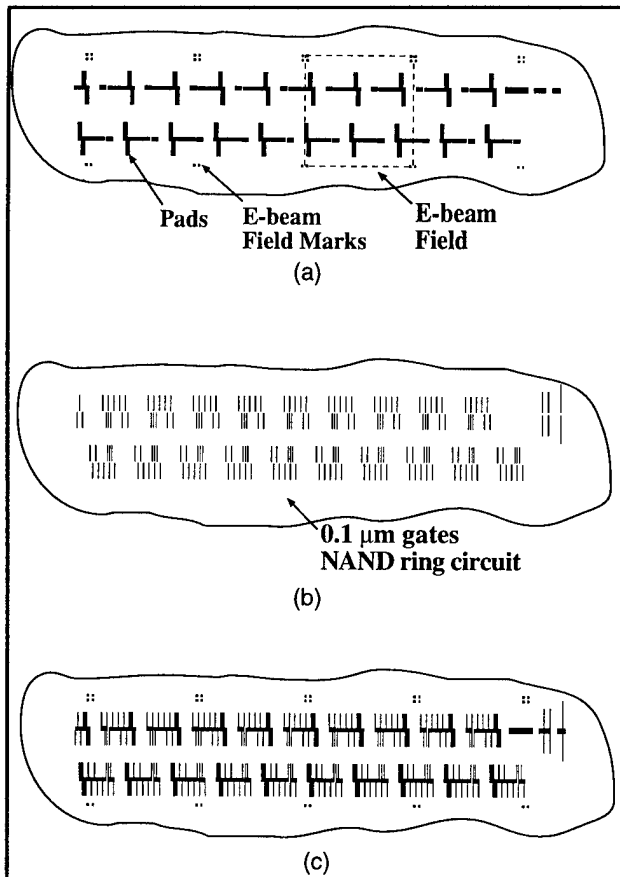 Pads
E-beam
Field Marks
E-beam
Field
(a)
0.1 μm gates
NAND ring circuit
(b)
(c)